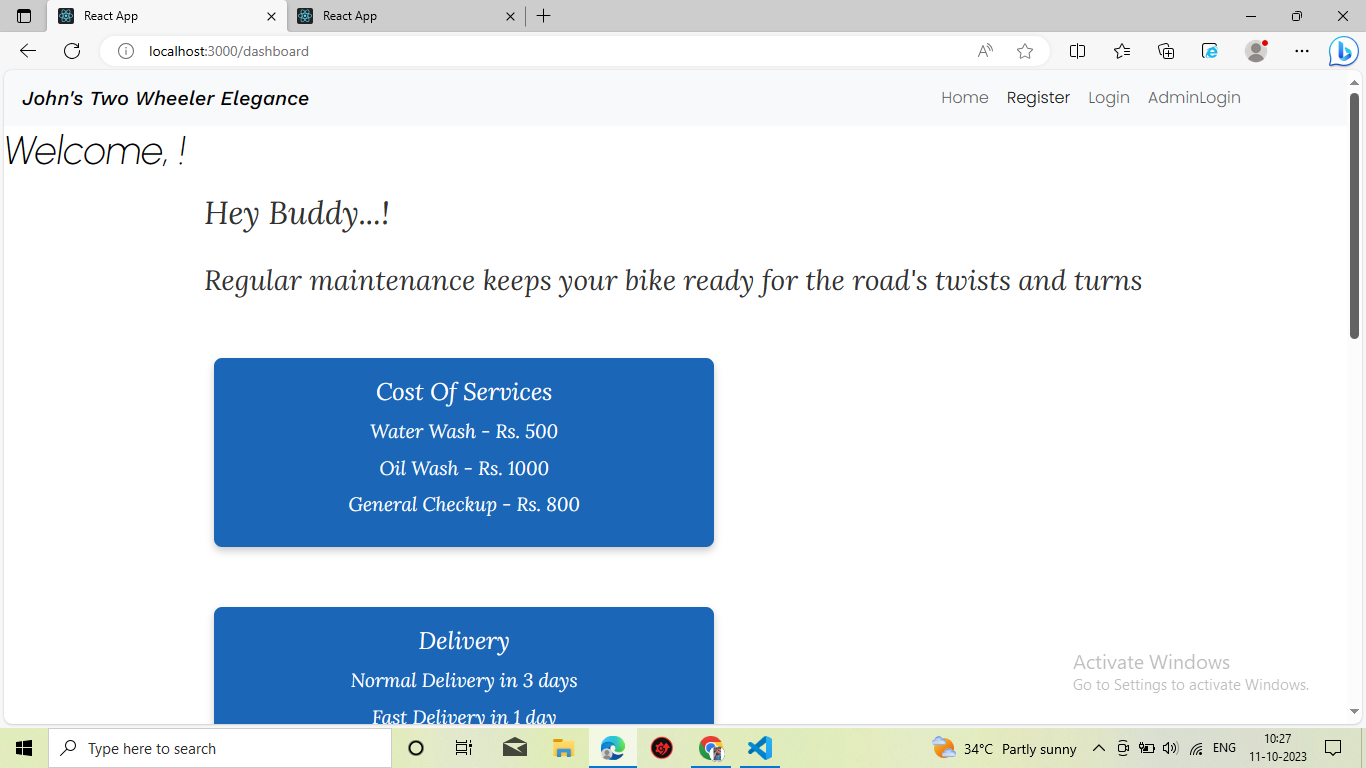 React App
React App
localhost:3000/dashboard
John's Two Wheeler Elegance
Home Register Login AdminLogin
Welcome, !
Hey Buddy...!
Regular maintenance keeps your bike ready for the road's twists and turns
Cost Of Services
Water Wash - Rs. 500
Oil Wash - Rs. 1000
General Checkup - Rs. 800
Delivery
Normal Delivery in 3 days
Fast Delivery in 1 day
Activate Windows
Go to Settings to activate Windows.
Type here to search
34°C Partly sunny
ENG
10:27
11-10-2023